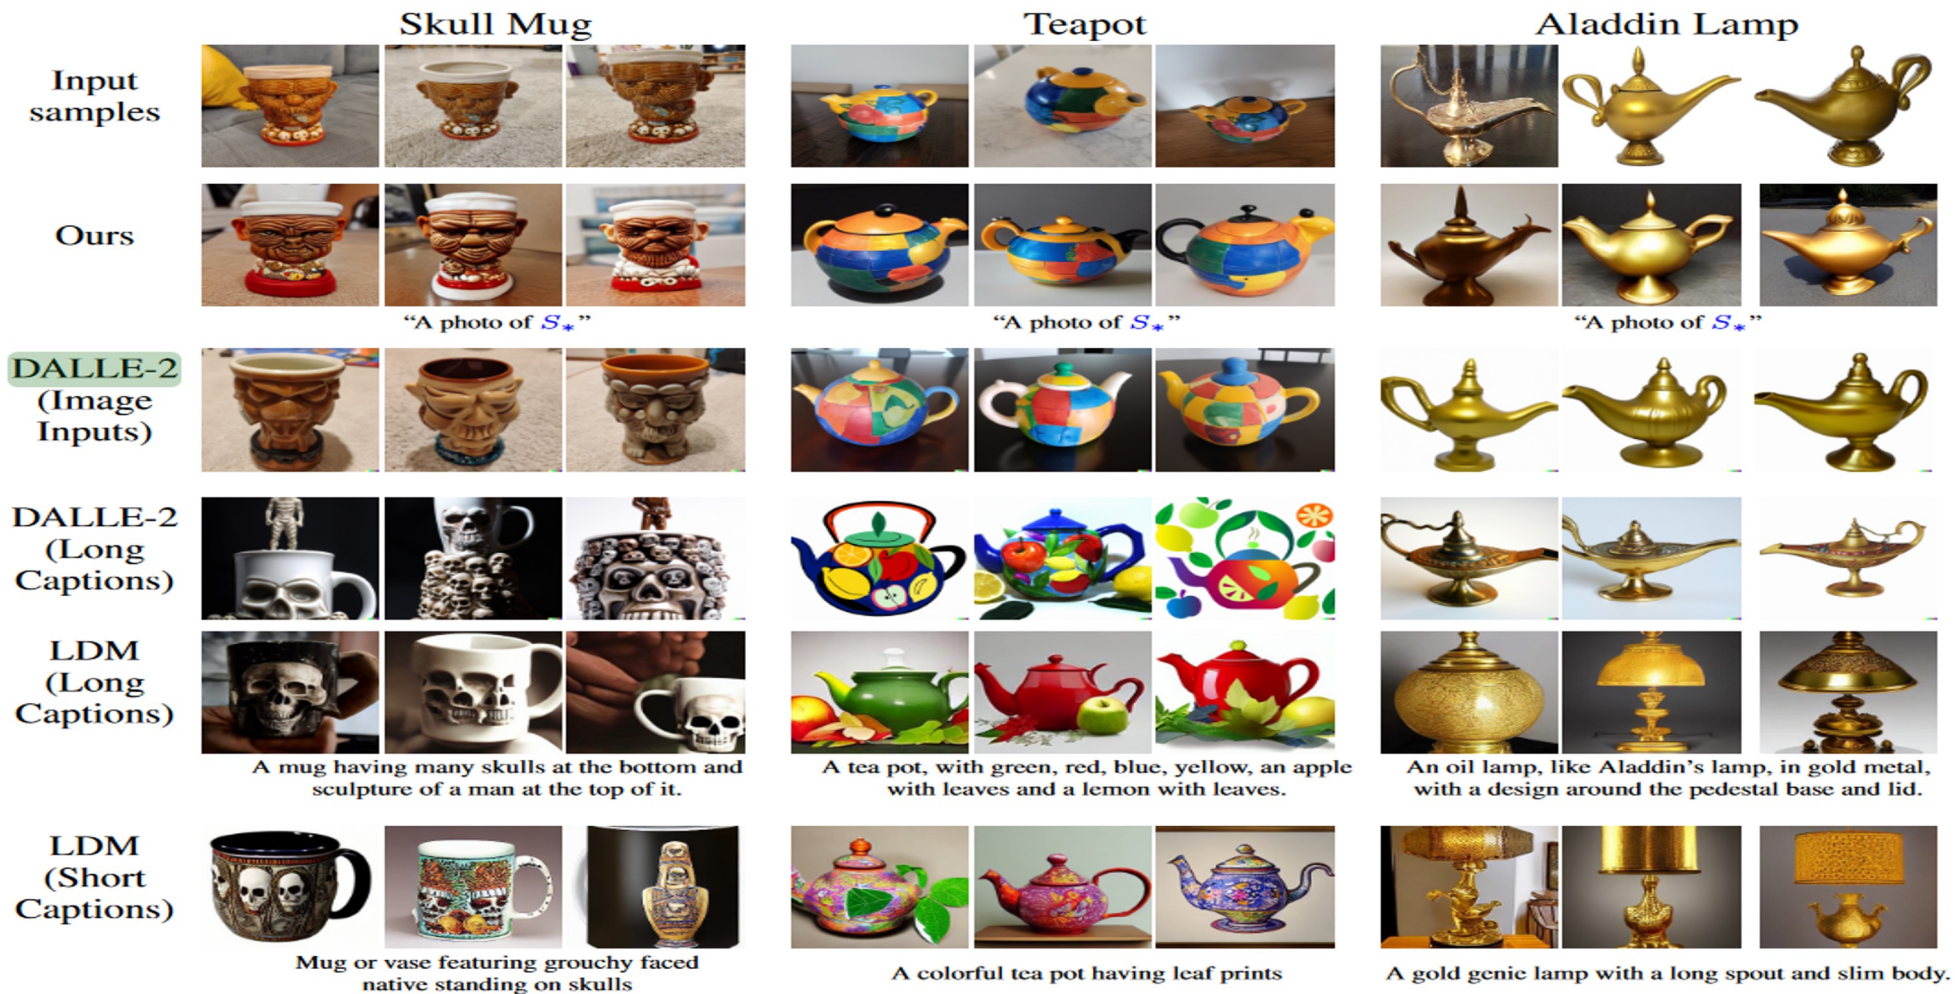 Skull Mug
Teapot
Aladdin Lamp
Input
samples
Ours
"A photo of S*"
"A photo of S*"
"A photo of S*"
DALLE-2
(Image
Inputs)
DALLE-2
(Long
Captions)
LDM
(Long
Captions)
A mug having many skulls at the bottom and
sculpture of a man at the top of it.
A tea pot, with green, red, blue, yellow, an apple
with leaves and a lemon with leaves.
An oil lamp, like Aladdin's lamp, in gold metal,
with a design around the pedestal base and lid.
LDM
(Short
Captions)
Mug or vase featuring grouchy faced
native standing on skulls
A colorful tea pot having leaf prints
A gold genic lamp with a long spout and slim body.